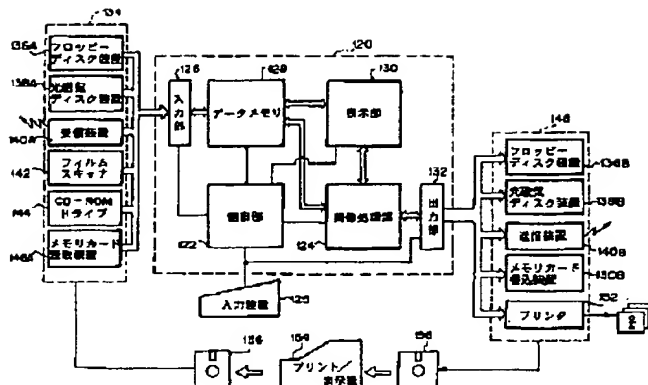 134
136A
フロッピー
ディスク装置
138A
光磁気
ディスク装置
受信装置
140A
142
フィルム
スキャナ
144
CD-ROM
ドライブ
メモリカード
読取装置
120
126
入力部
128
データメモリ
130
表示部
制御部
122
画像処理部
124
132
出力部
入力装置
125
148
フロッピー
ディスク装置
136B
光磁気
ディスク装置
138B
送信装置
140B
メモリカード
書込装置
150B
152
プリンタ
156
154
プリント/
156